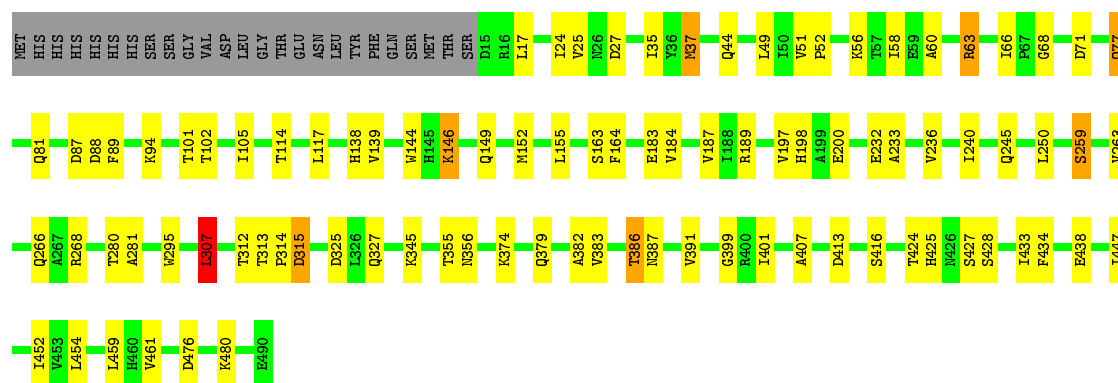 MET HIS HIS HIS HIS HIS HIS SER SER GLY VAL ASP LEU GLY THR GLU ASN LEU TYR PHE GLN SER MET THR SER D15 R16 L17 I24 V25 N26 D27 I35 Y36 M37 Q44 L49 I50 V51 P52 K56 T57 I58 E59 A60 R63 I66 P67 G68 D71
Q81 D87 D88 F89 K94 T101 T102 I105 T114 L117 H138 V139 W144 H145 K146 Q149 M152 L155 S163 F164 E183 V184 V187 I188 R189 V197 H198 A199 E200 E232 A233 V236 I240 Q245 L250 S259
Q266 A267 R268 T280 A281 W295 L307 T312 T313 P314 D315 D325 L326 Q327 K345 T355 N356 K374 Q379 A382 V383 T386 N387 V391 G399 R400 I401 A407 D413 S416 T424 H425 N426 S427 S428 I433 F434 E438
I452 V453 L454 L459 H460 V461 D476 K480 E490